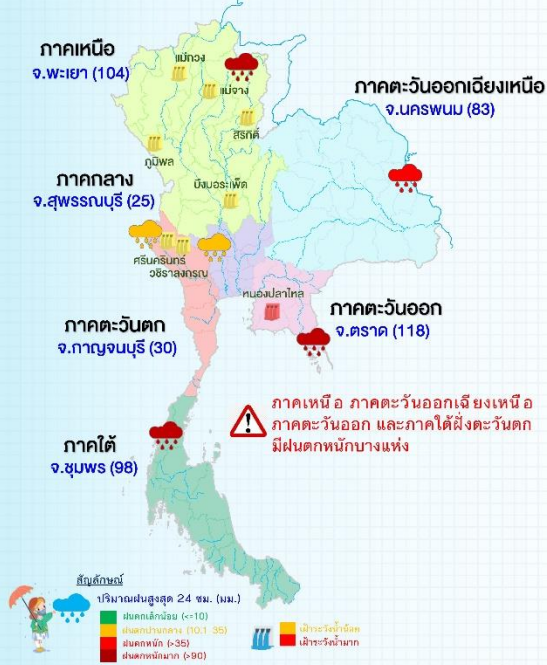 ภาคเหนือ
จ.พะเยา (104)
แม่กวง
แม่จาง
สิริกิติ์
ภูมิพล
บึงบอระเพ็ด
ภาคตะวันออกเฉียงเหนือ
จ.นครพนม (83)
ภาคกลาง
จ.สุพรรณบุรี (25)
ศรีนครินทร์
วชิราลงกรณ
หนองปลาไหล
ภาคตะวันตก
จ.กาญจนบุรี (30)
ภาคตะวันออก
จ.ตราด (118)
ภาคเหนือ ภาคตะวันออกเฉียงเหนือ
ภาคตะวันออก และภาคใต้ฝั่งตะวันตก
มีฝนตกหนักบางแห่ง
ภาคใต้
จ.ชุมพร (98)
สัญลักษณ์
ปริมาณฝนสูงสุด 24 ชม. (มม.)
ฝนตกเล็กน้อย (<=10)
ฝนตกปานกลาง (10.1-35)
ฝนตกหนัก (>35)
ฝนตกหนักมาก (>90)
เฝ้าระวังน้ำน้อย
เฝ้าระวังน้ำมาก